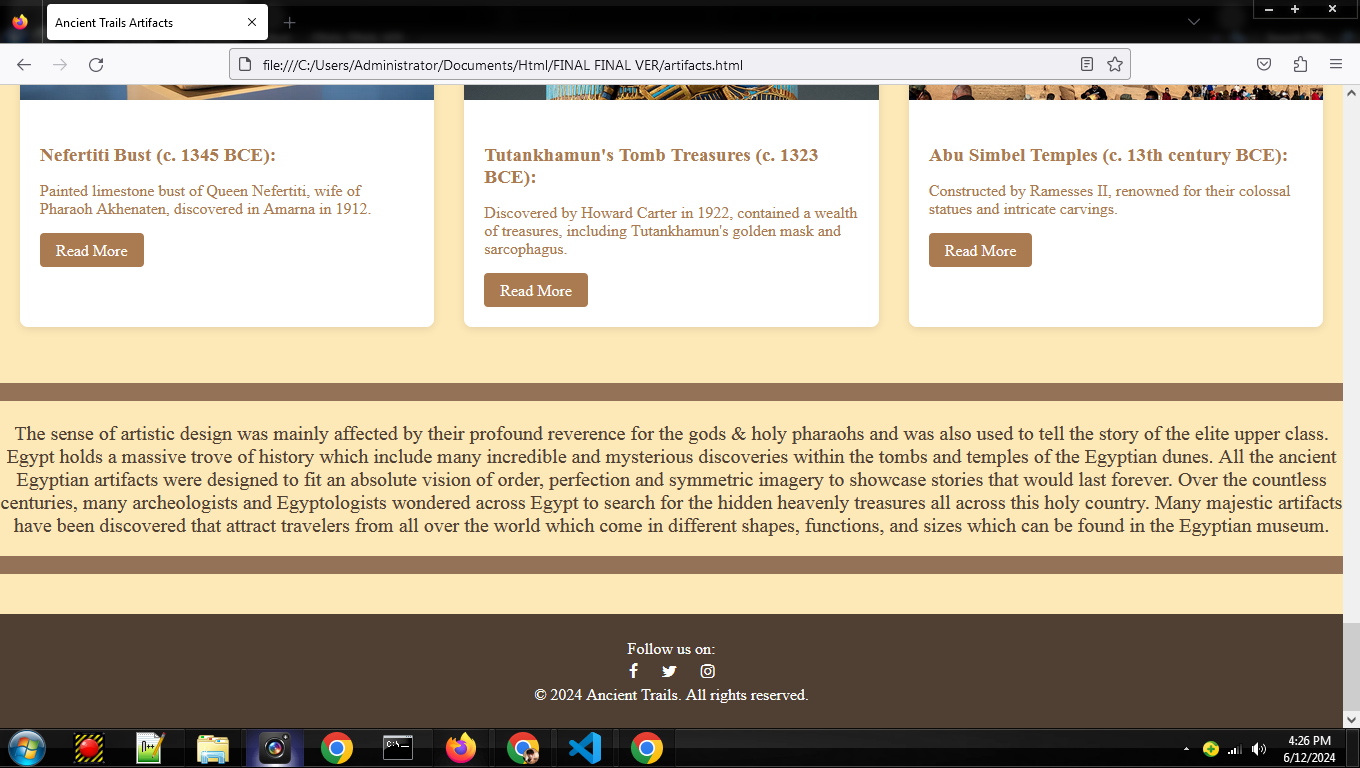 Ancient Trails Artifacts
file:///C:/Users/Administrator/Documents/Html/FINAL FINAL VER/artifacts.html
Nefertiti Bust (c. 1345 BCE):
Painted limestone bust of Queen Nefertiti, wife of
Pharaoh Akhenaten, discovered in Amarna in 1912.
Read More
Tutankhamun's Tomb Treasures (c. 1323
BCE):
Discovered by Howard Carter in 1922, contained a wealth
of treasures, including Tutankhamun's golden mask and
sarcophagus.
Read More
Abu Simbel Temples (c. 13th century BCE):
Constructed by Ramesses II, renowned for their colossal
statues and intricate carvings.
Read More
The sense of artistic design was mainly affected by their profound reverence for the gods & holy pharaohs and was also used to tell the story of the elite upper class.
Egypt holds a massive trove of history which include many incredible and mysterious discoveries within the tombs and temples of the Egyptian dunes. All the ancient
Egyptian artifacts were designed to fit an absolute vision of order, perfection and symmetric imagery to showcase stories that would last forever. Over the countless
centuries, many archeologists and Egyptologists wondered across Egypt to search for the hidden heavenly treasures all across this holy country. Many majestic artifacts
have been discovered that attract travelers from all over the world which come in different shapes, functions, and sizes which can be found in the Egyptian museum.
Follow us on:
© 2024 Ancient Trails. All rights reserved.
4:26 PM
6/12/2024